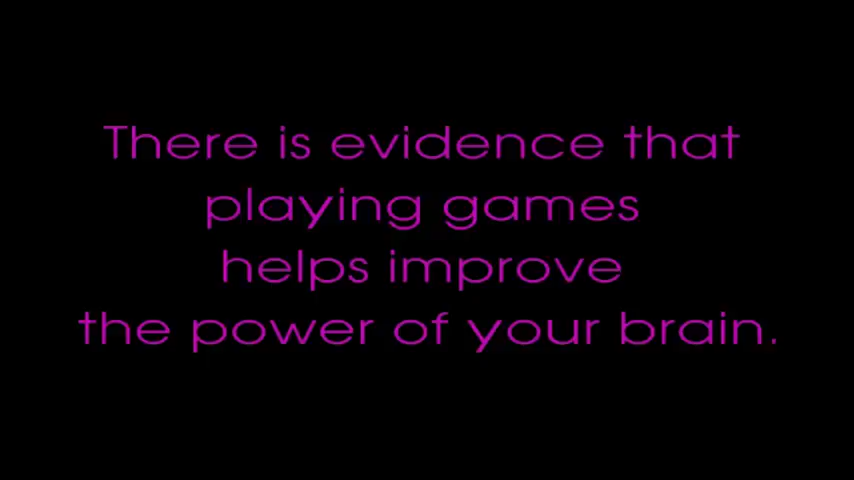 There is evidence that
playing games
helps improve
the power of your brain.